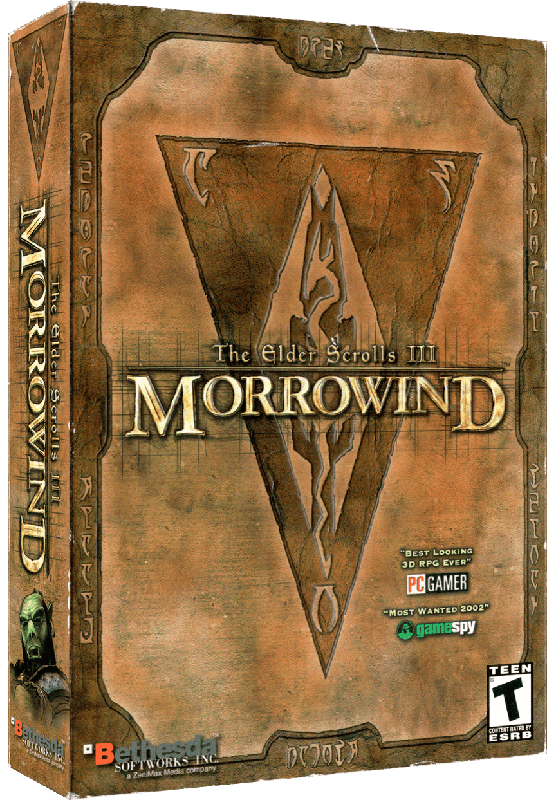 The Elder Scrolls III
MORROWIND
The Elder Scrolls III
MORROWIND
"BEST LOOKING
3D RPG EVER"
PC GAMER
"MOST WANTED 2002"
gamespy
TEEN
T
CONTENT RATED BY
ESRB
Bethesda
SOFTWORKS INC.
a ZeniMax Media company
Bethesda